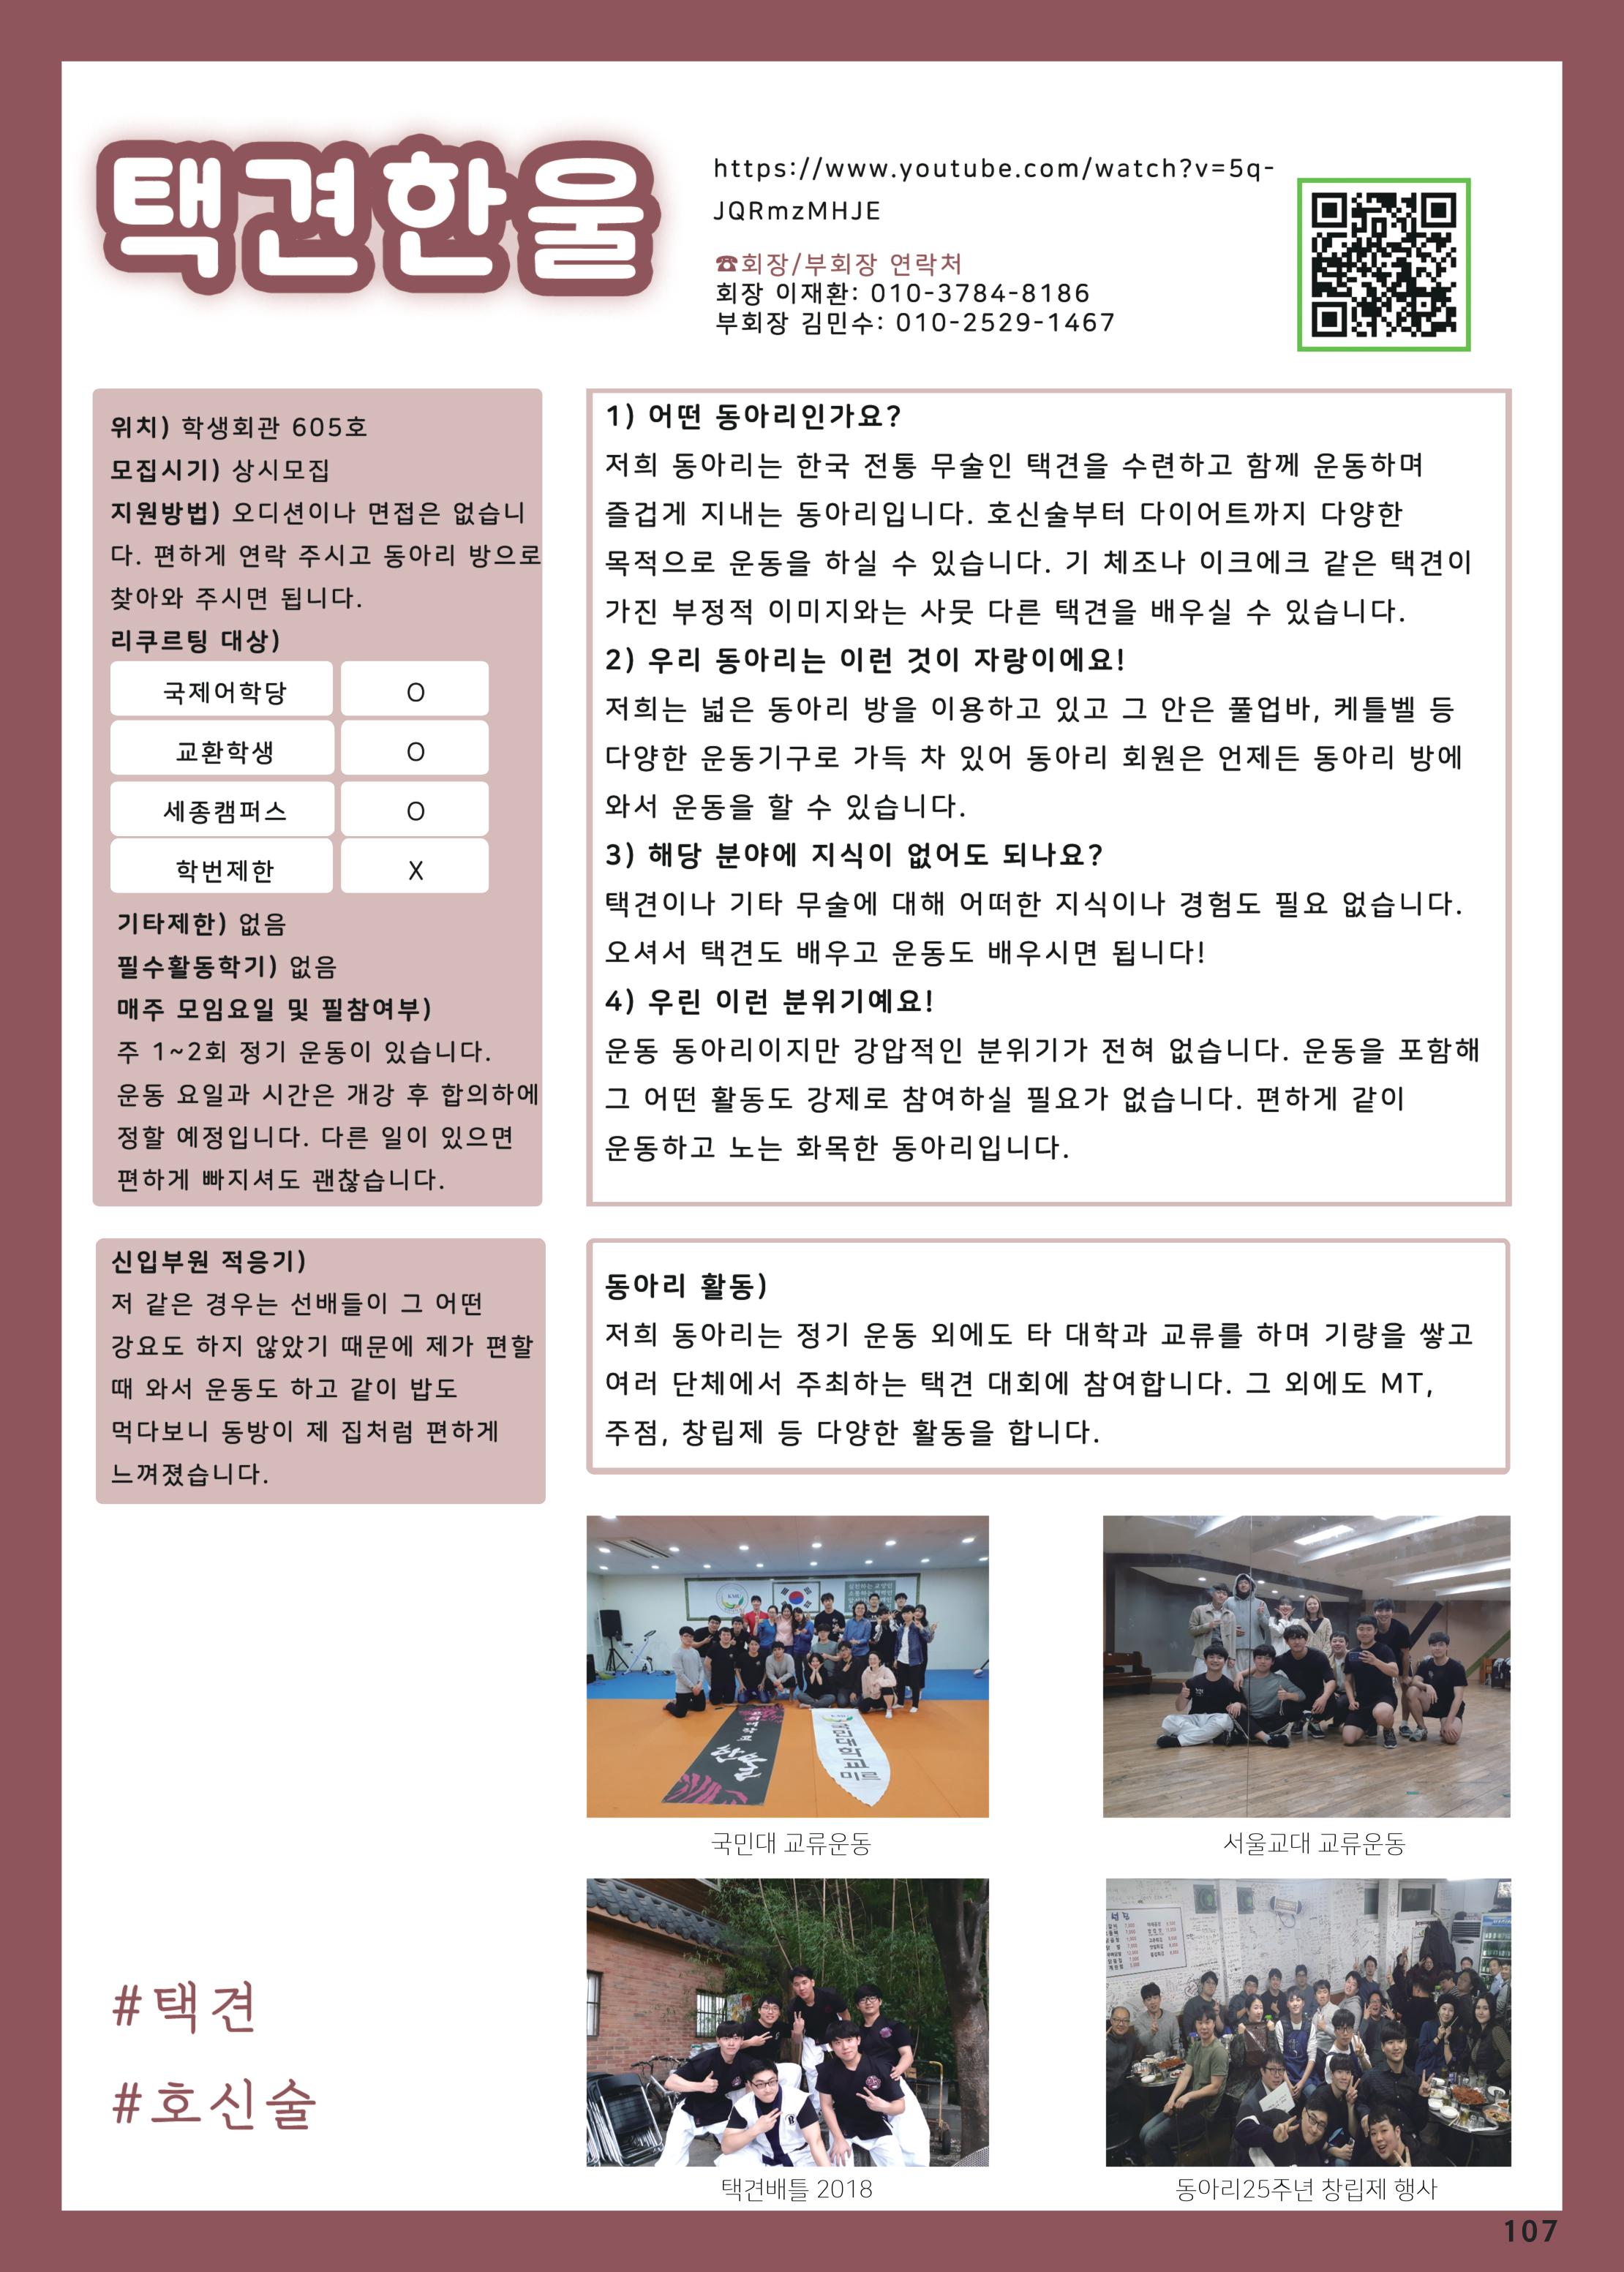 택견한울
https://www.youtube.com/watch?v=5q-
JQRmzMHJE
☎회장/부회장 연락처
회장 이재환: 010-3784-8186
부회장 김민수: 010-2529-1467
위치) 학생회관 605호
모집시기) 상시모집
지원방법) 오디션이나 면접은 없습니
다. 편하게 연락 주시고 동아리 방으로
찾아와 주시면 됩니다.
리쿠르팅 대상)
국제어학당 O
교환학생 O
세종캠퍼스 O
학번제한 X
기타제한) 없음
필수활동학기) 없음
매주 모임요일 및 필참여부)
주 1~2회 정기 운동이 있습니다.
운동 요일과 시간은 개강 후 합의하에
정할 예정입니다. 다른 일이 있으면
편하게 빠지셔도 괜찮습니다.
1) 어떤 동아리인가요?
저희 동아리는 한국 전통 무술인 택견을 수련하고 함께 운동하며
즐겁게 지내는 동아리입니다. 호신술부터 다이어트까지 다양한
목적으로 운동을 하실 수 있습니다. 기 체조나 이크에크 같은 택견이
가진 부정적 이미지와는 사뭇 다른 택견을 배우실 수 있습니다.
2) 우리 동아리는 이런 것이 자랑이에요!
저희는 넓은 동아리 방을 이용하고 있고 그 안은 풀업바, 케틀벨 등
다양한 운동기구로 가득 차 있어 동아리 회원은 언제든 동아리 방에
와서 운동을 할 수 있습니다.
3) 해당 분야에 지식이 없어도 되나요?
택견이나 기타 무술에 대해 어떠한 지식이나 경험도 필요 없습니다.
오셔서 택견도 배우고 운동도 배우시면 됩니다!
4) 우린 이런 분위기예요!
운동 동아리이지만 강압적인 분위기가 전혀 없습니다. 운동을 포함해
그 어떤 활동도 강제로 참여하실 필요가 없습니다. 편하게 같이
운동하고 노는 화목한 동아리입니다.
신입부원 적응기)
저 같은 경우는 선배들이 그 어떤
강요도 하지 않았기 때문에 제가 편할
때 와서 운동도 하고 같이 밥도
먹다보니 동방이 제 집처럼 편하게
느껴졌습니다.
동아리 활동)
저희 동아리는 정기 운동 외에도 타 대학과 교류를 하며 기량을 쌓고
여러 단체에서 주최하는 택견 대회에 참여합니다. 그 외에도 MT,
주점, 창립제 등 다양한 활동을 합니다.
한울
국민대학교
미르
국민대 교류운동
서울교대 교류운동
택견배틀 2018
동아리25주년 창립제 행사
#택견
#호신술
107